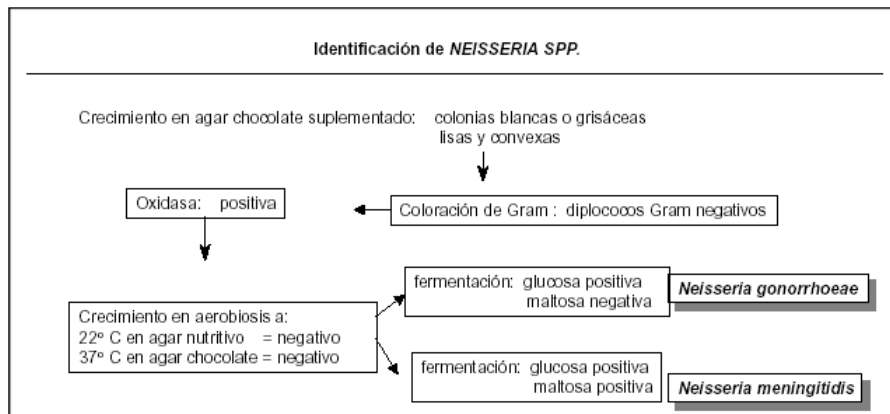 Identificación de NEISSERIA SPP.
Crecimiento en agar chocolate suplementado: colonias blancas o grisáceas
lisas y convexas
Coloración de Gram : diplococos Gram negativos
Oxidasa: positiva
Crecimiento en aerobiosis a:
22º C en agar nutritivo = negativo
37º C en agar chocolate = negativo
fermentación: glucosa positiva
maltosa negativa
Neisseria gonorrhoeae
fermentación: glucosa positiva
maltosa positiva
Neisseria meningitidis